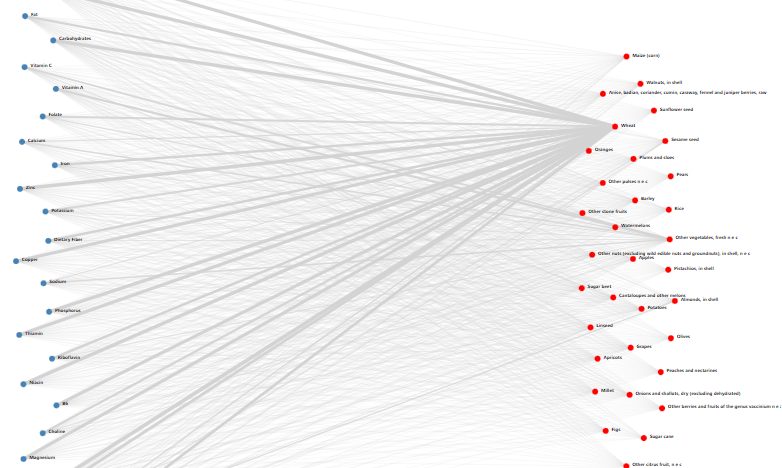 Fat
Carbohydrates
Vitamin C
Vitamin A
Folate
Calcium
Iron
Zinc
Potassium
Dietary Fiber
Copper
Sodium
Phosphorus
Thiamin
Riboflavin
Niacin
B6
Choline
Magnesium
Maize (corn)
Walnuts, in shell
Anise, badian, coriander, cumin, caraway, fennel and juniper berries, raw
Sunflower seed
Wheat
Sesame seed
Oranges
Plums and sloes
Pears
Other pulses n e c
Barley
Rice
Other stone fruits
Watermelons
Other vegetables, fresh n e c
Other nuts (excluding wild edible nuts and groundnuts), in shell, n e c
Apples
Pistachios, in shell
Sugar beet
Cantaloupes and other melons
Almonds, in shell
Potatoes
Linseed
Olives
Grapes
Apricots
Peaches and nectarines
Millet
Onions and shallots, dry (excluding dehydrated)
Other berries and fruits of the genus vaccinium n e c
Figs
Sugar cane
Other citrus fruit, n e c